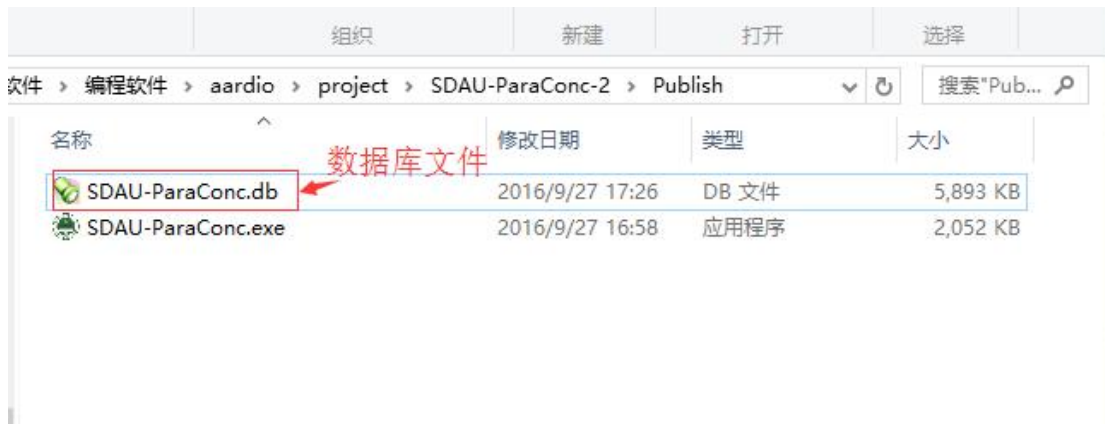 组织 新建 打开 选择
软件 > 编程软件 > aardio > project > SDAU-ParaConc-2 > Publish 搜索"Pub...
名称 修改日期 类型 大小
数据库文件
SDAU-ParaConc.db 2016/9/27 17:26 DB 文件 5,893 KB
SDAU-ParaConc.exe 2016/9/27 16:58 应用程序 2,052 KB